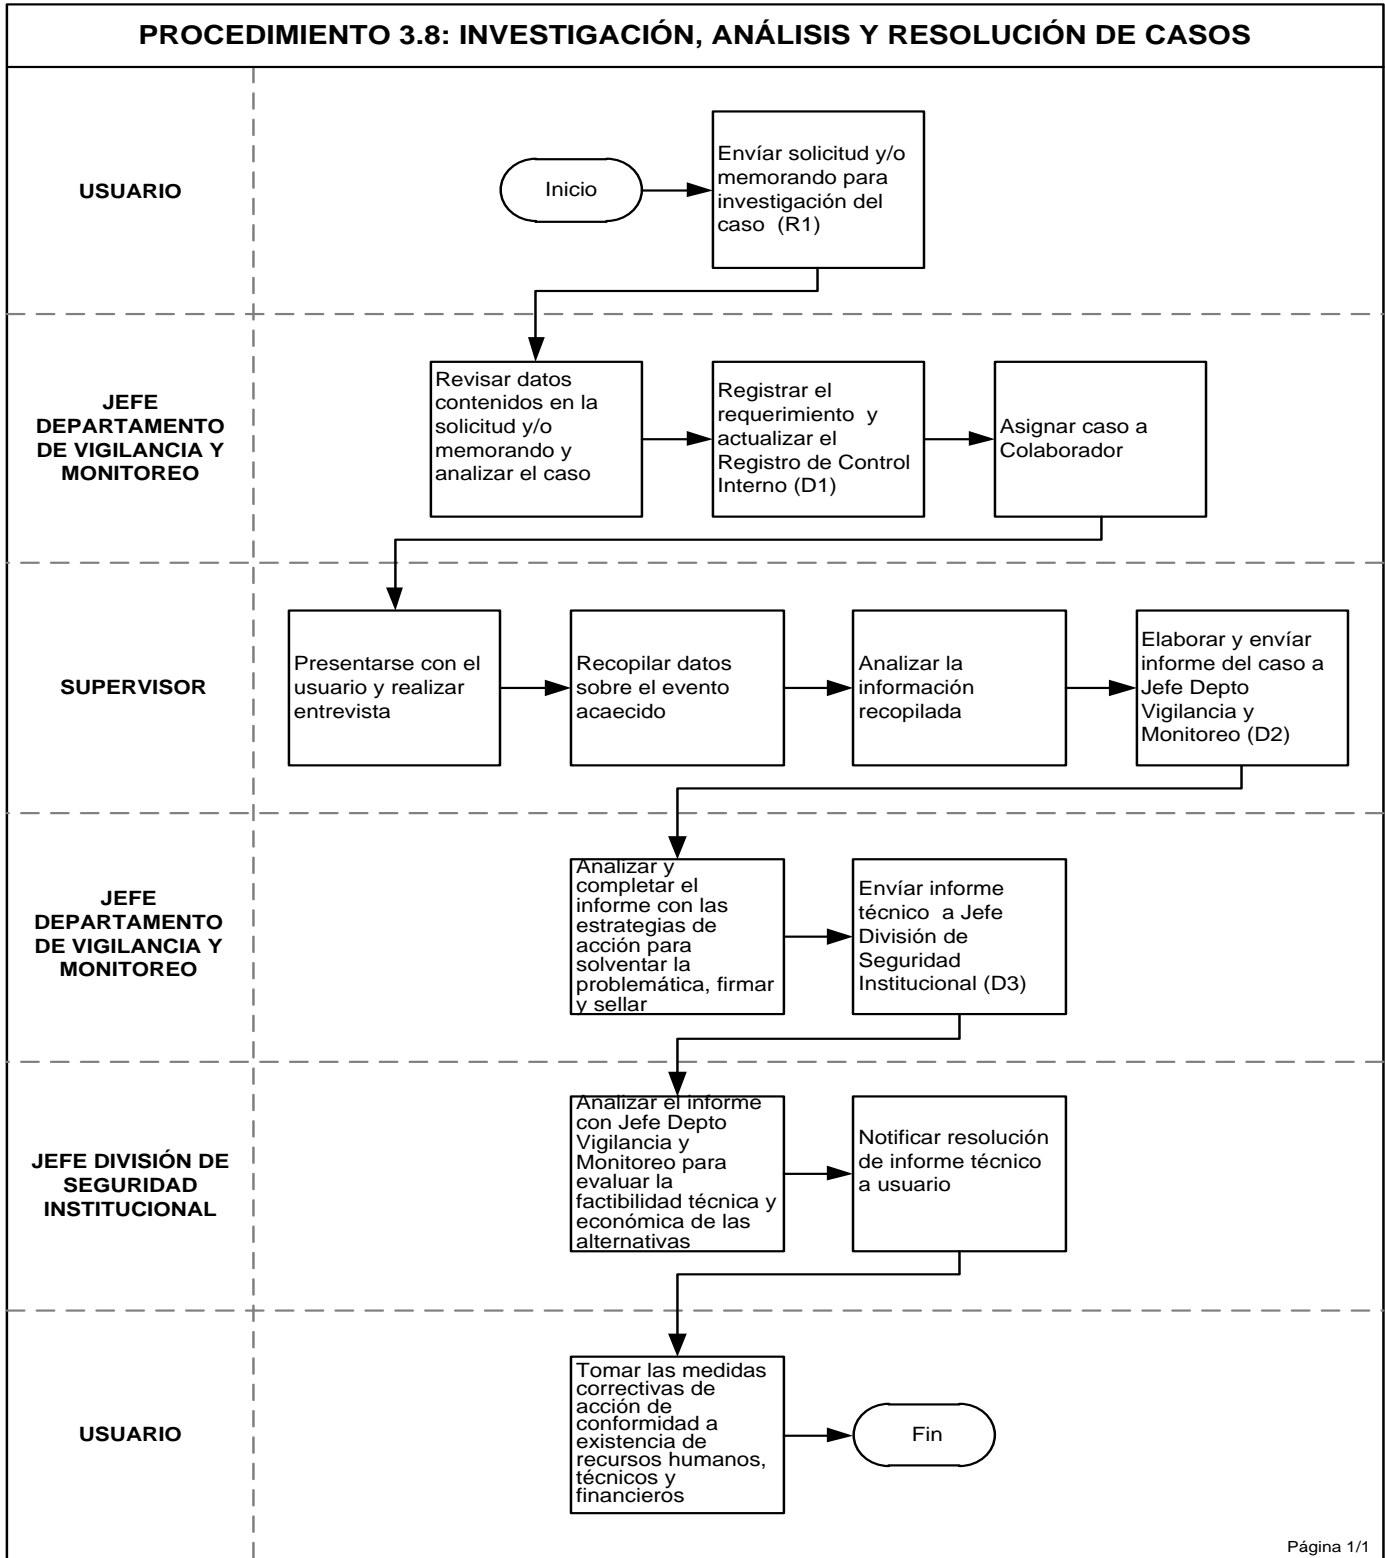 PROCEDIMIENTO 3.8: INVESTIGACIÓN, ANÁLISIS Y RESOLUCIÓN DE CASOS
USUARIO
Inicio
Envíar solicitud y/o
memorando para
investigación del
caso (R1)
JEFE
DEPARTAMENTO
DE VIGILANCIA Y
MONITOREO
Revisar datos
contenidos en la
solicitud y/o
memorando y
analizar el caso
Registrar el
requerimiento y
actualizar el
Registro de Control
Interno (D1)
Asignar caso a
Colaborador
SUPERVISOR
Presentarse con el
usuario y realizar
entrevista
Recopilar datos
sobre el evento
acaecido
Analizar la
información
recopilada
Elaborar y envíar
informe del caso a
Jefe Depto
Vigilancia y
Monitoreo (D2)
JEFE
DEPARTAMENTO
DE VIGILANCIA Y
MONITOREO
Analizar y
completar el
informe con las
estrategias de
acción para
solventar la
problemática, firmar
y sellar
Envíar informe
técnico a Jefe
División de
Seguridad
Institucional (D3)
JEFE DIVISIÓN DE
SEGURIDAD
INSTITUCIONAL
Analizar el informe
con Jefe Depto
Vigilancia y
Monitoreo para
evaluar la
factibilidad técnica y
económica de las
alternativas
Notificar resolución
de informe técnico
a usuario
USUARIO
Tomar las medidas
correctivas de
acción de
conformidad a
existencia de
recursos humanos,
técnicos y
financieros
Fin
Página 1/1